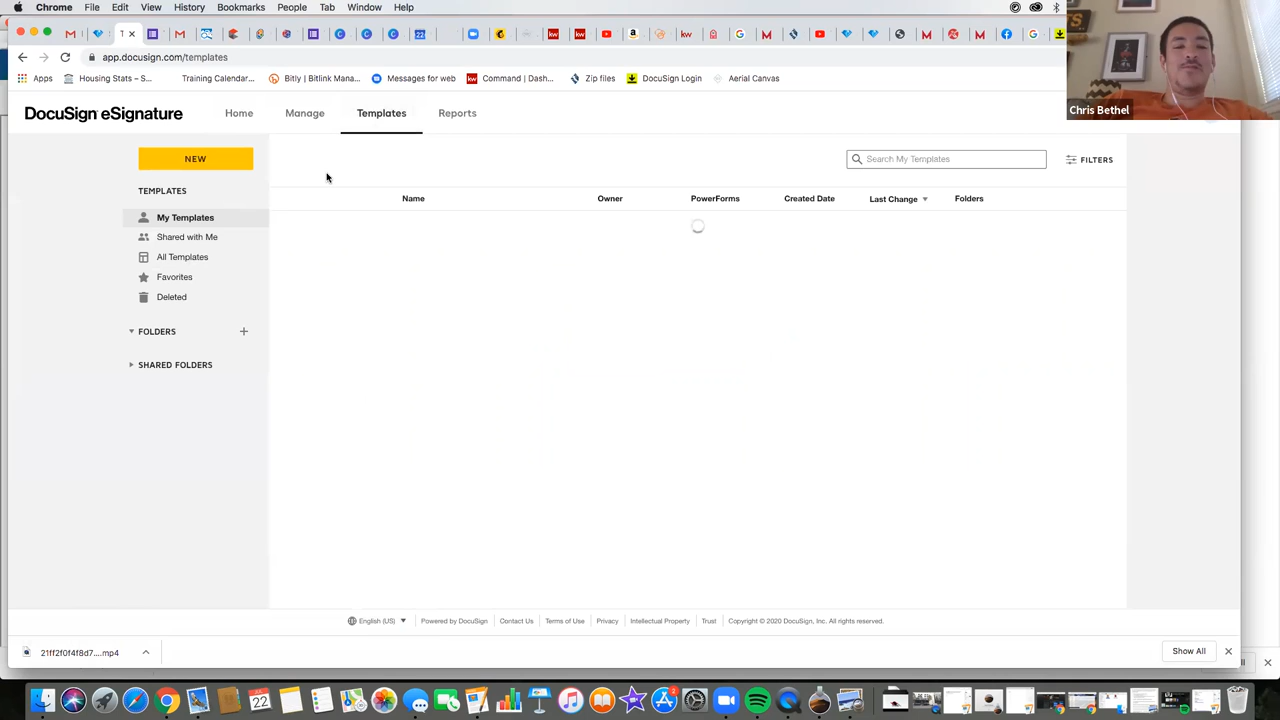 Chrome File Edit View History Bookmarks People Tab Window Help
22
app.docusign.com/templates
Apps Housing Stats – S... Training Calendar... Bitly | Bitlink Mana... Messages for web Command | Dash... Zip files DocuSign Login Aerial Canvas
Chris Bethel
DocuSign eSignature Home Manage Templates Reports
NEW Search My Templates FILTERS
TEMPLATES
Name Owner PowerForms Created Date Last Change Folders
My Templates
Shared with Me
All Templates
Favorites
Deleted
FOLDERS
SHARED FOLDERS
English (US) Powered by DocuSign Contact Us Terms of Use Privacy Intellectual Property Trust Copyright © 2020 DocuSign, Inc. All rights reserved.
21ff2f0f4f8d7....mp4 Show All
22